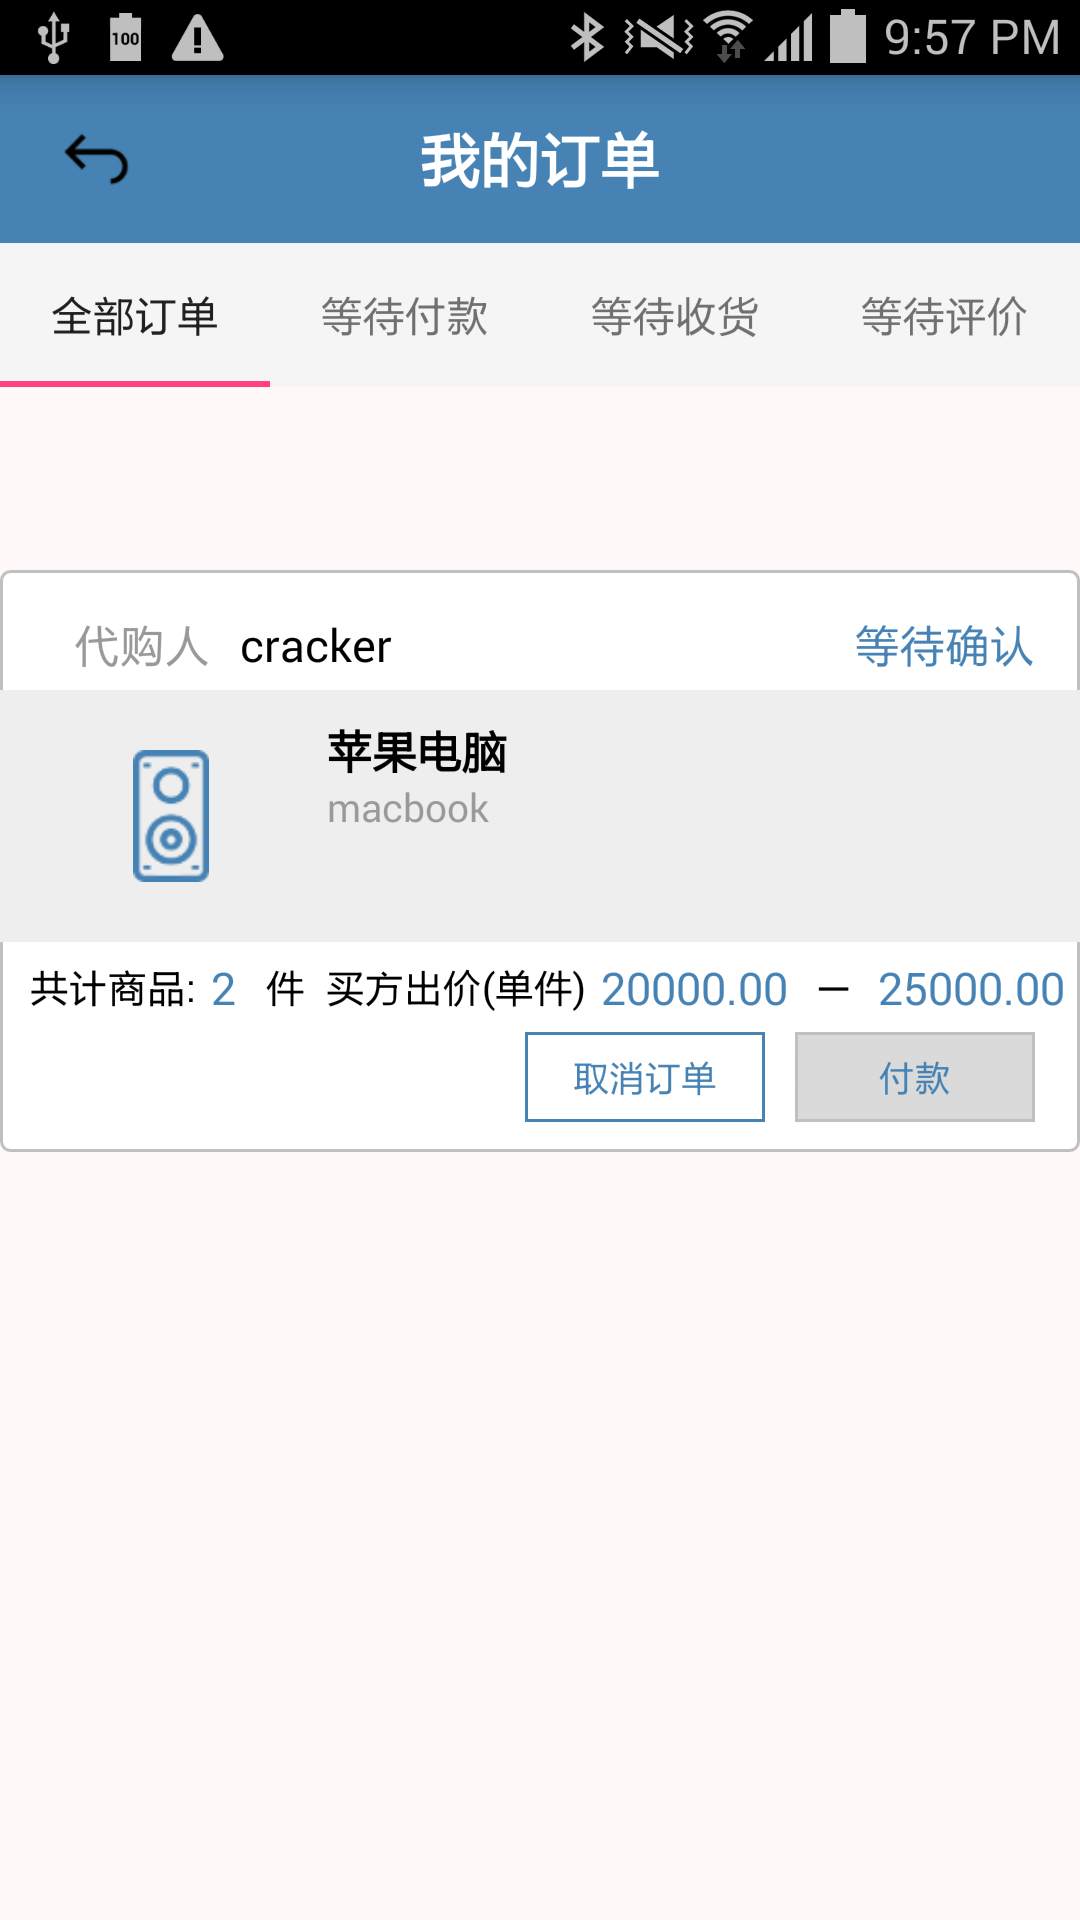 100 9:57 PM
我的订单
全部订单 等待付款 等待收货 等待评价
代购人 cracker 等待确认
苹果电脑
macbook
共计商品: 2 件 买方出价(单件) 20000.00 — 25000.00
取消订单 付款